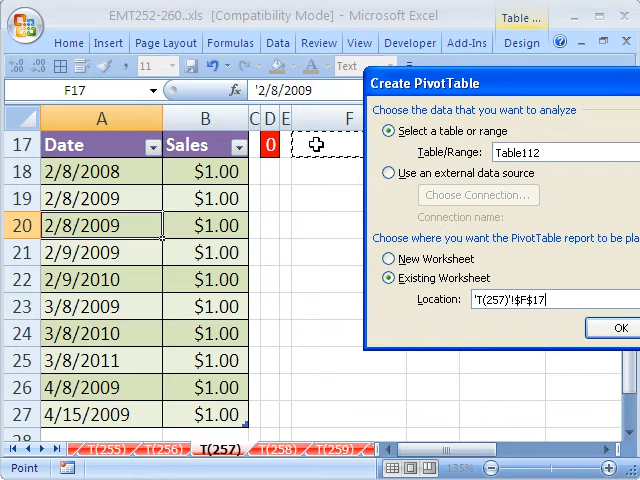 EMT252-260..xls [Compatibility Mode] - Microsoft Excel
Table ...
Home Insert Page Layout Formulas Data Review Developer Add-Ins Design
11 Text
F17 fx '2/8/2009
A B C D E F
17 Date Sales 0
18 2/8/2008 $1.00
19 2/8/2009 $1.00
20 2/8/2009 $1.00
21 2/9/2009 $1.00
22 2/9/2010 $1.00
23 3/8/2009 $1.00
24 3/8/2010 $1.00
25 3/8/2011 $1.00
26 4/8/2009 $1.00
27 4/15/2009 $1.00
28
Create PivotTable
Choose the data that you want to analyze
Select a table or range
Table/Range: Table112
Use an external data source
Choose Connection...
Connection name:
Choose where you want the PivotTable report to be pla
New Worksheet
Existing Worksheet
Location: 'T(257)'!$F$17
OK
T(255) T(256) T(257) T(258) T(259)
Point 135%